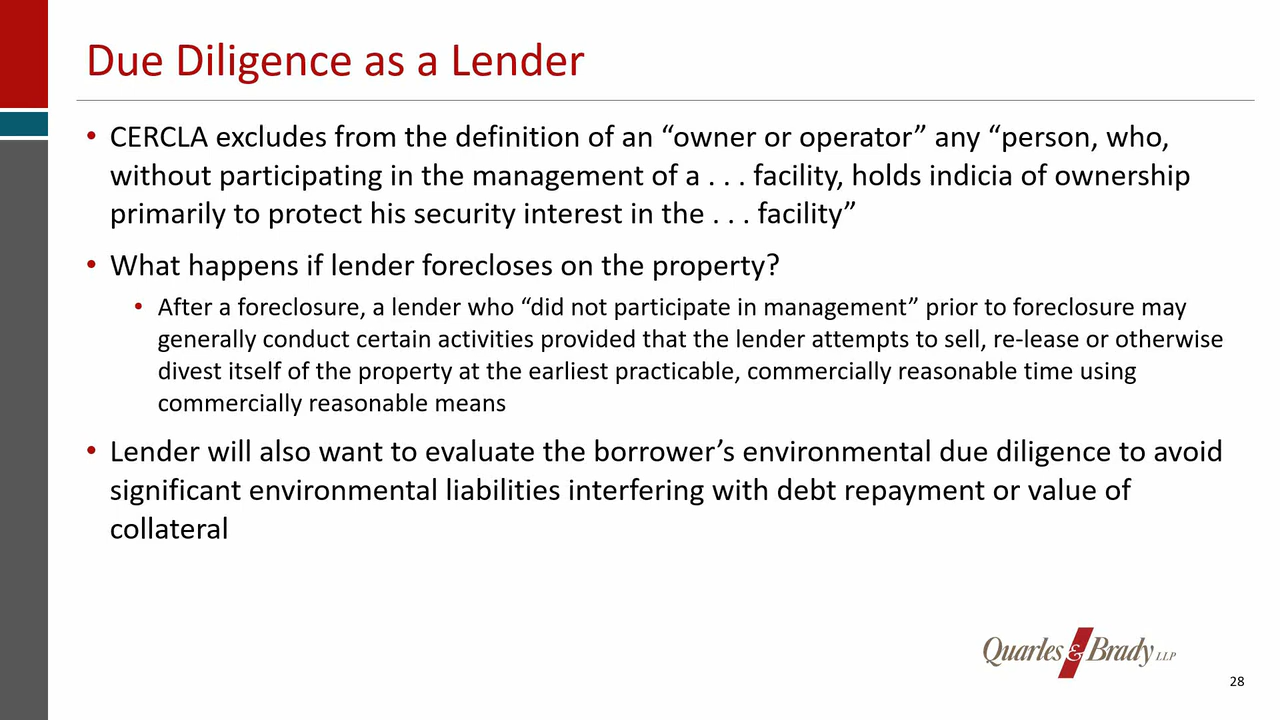 Due Diligence as a Lender
• CERCLA excludes from the definition of an “owner or operator” any “person, who,
without participating in the management of a . . . facility, holds indicia of ownership
primarily to protect his security interest in the . . . facility”
• What happens if lender forecloses on the property?
• After a foreclosure, a lender who “did not participate in management” prior to foreclosure may
generally conduct certain activities provided that the lender attempts to sell, re-lease or otherwise
divest itself of the property at the earliest practicable, commercially reasonable time using
commercially reasonable means
• Lender will also want to evaluate the borrower’s environmental due diligence to avoid
significant environmental liabilities interfering with debt repayment or value of
collateral
Quarles & Brady LLP
28